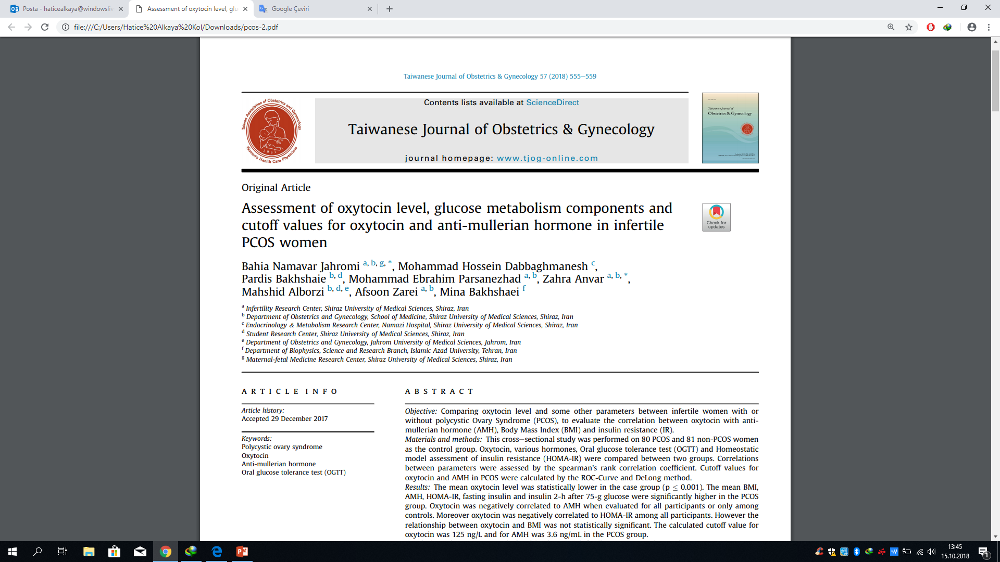 Posta - haticealkaya@windowsliv
Assessment of oxytocin level, glu
Google Çeviri
file:///C:/Users/Hatice%20Alkaya%20Kol/Downloads/pcos-2.pdf
Taiwanese Journal of Obstetrics & Gynecology 57 (2018) 555–559
Taiwan Association of Obstetrics and Gynecology
1961
Women's Health Care Physicians
Contents lists available at ScienceDirect
Taiwanese Journal of Obstetrics & Gynecology
journal homepage: www.tjog-online.com
Taiwanese Journal of
Obstetrics & Gynecology
Original Article
Assessment of oxytocin level, glucose metabolism components and
cutoff values for oxytocin and anti-mullerian hormone in infertile
PCOS women
Check for
updates
Bahia Namavar Jahromi a, b, g, *, Mohammad Hossein Dabbaghmanesh c,
Pardis Bakhshaie b, d, Mohammad Ebrahim Parsanezhad a, b, Zahra Anvar a, b, *,
Mahshid Alborzi b, d, e, Afsoon Zarei a, b, Mina Bakhshaei f
a Infertility Research Center, Shiraz University of Medical Sciences, Shiraz, Iran
b Department of Obstetrics and Gynecology, School of Medicine, Shiraz University of Medical Sciences, Shiraz, Iran
c Endocrinology & Metabolism Research Center, Namazi Hospital, Shiraz University of Medical Sciences, Shiraz, Iran
d Student Research Center, Shiraz University of Medical Sciences, Shiraz, Iran
e Department of Obstetrics and Gynecology, Jahrom University of Medical Sciences, Jahrom, Iran
f Department of Biophysics, Science and Research Branch, Islamic Azad University, Tehran, Iran
g Maternal-fetal Medicine Research Center, Shiraz University of Medical Sciences, Shiraz, Iran
ARTICLE INFO
Article history:
Accepted 29 December 2017
Keywords:
Polycystic ovary syndrome
Oxytocin
Anti-mullerian hormone
Oral glucose tolerance test (OGTT)
ABSTRACT
Objective: Comparing oxytocin level and some other parameters between infertile women with or
without polycystic Ovary Syndrome (PCOS), to evaluate the correlation between oxytocin with anti-
mullerian hormone (AMH), Body Mass Index (BMI) and insulin resistance (IR).
Materials and methods: This cross–sectional study was performed on 80 PCOS and 81 non-PCOS women
as the control group. Oxytocin, various hormones, Oral glucose tolerance test (OGTT) and Homeostatic
model assessment of insulin resistance (HOMA-IR) were compared between two groups. Correlations
between parameters were assessed by the spearman's rank correlation coefficient. Cutoff values for
oxytocin and AMH in PCOS were calculated by the ROC-Curve and DeLong method.
Results: The mean oxytocin level was statistically lower in the case group (p ≤ 0.001). The mean BMI,
AMH, HOMA-IR, fasting insulin and insulin 2-h after 75-g glucose were significantly higher in the PCOS
group. Oxytocin was negatively correlated to AMH when evaluated for all participants or only among
controls. Moreover oxytocin was negatively correlated to HOMA-IR among all participants. However the
relationship between oxytocin and BMI was not statistically significant. The calculated cutoff value for
oxytocin was 125 ng/L and for AMH was 3.6 ng/mL in the PCOS group.
13:45
15.10.2018
1